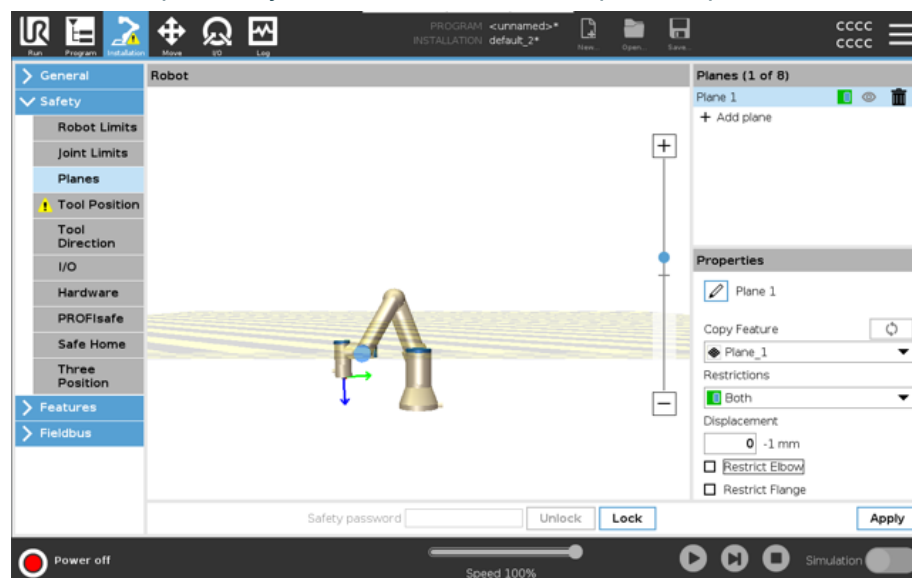 PROGRAM <unnamed>*
INSTALLATION default_2*
Run Program Installation Move I/O Log
New... Open... Save...
cccc
cccc
General
Safety
Robot Limits
Joint Limits
Planes
Tool Position
Tool
Direction
I/O
Hardware
PROFIsafe
Safe Home
Three
Position
Features
Fieldbus
Robot
Planes (1 of 8)
Plane 1
+ Add plane
Properties
Plane 1
Copy Feature
Plane_1
Restrictions
Both
Displacement
0 -1 mm
Restrict Elbow
Restrict Flange
Safety password Unlock Lock Apply
Power off
Speed 100%
Simulation